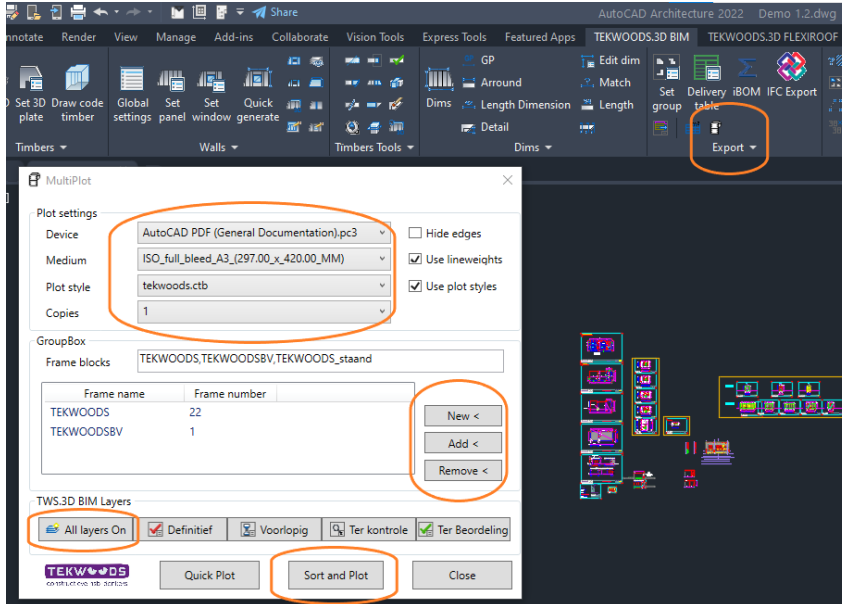 Share
AutoCAD Architecture 2022 Demo 1.2.dwg
nnotate Render View Manage Add-ins Collaborate Vision Tools Express Tools Featured Apps TEKWOODS.3D BIM TEKWOODS.3D FLEXIROOF
GP Edit dim
Set 3D Draw code Global Set Set Quick Dims Arround Match Set Delivery iBOM IFC Export
plate timber settings panel window generate Length Dimension Length group table
Detail
Timbers Walls Timbers Tools Dims Export
MultiPlot
Plot settings
Device AutoCAD PDF (General Documentation).pc3 Hide edges
Medium ISO_full_bleed_A3_(297.00_x_420.00_MM) Use lineweights
Plot style tekwoods.ctb Use plot styles
Copies 1
GroupBox
Frame blocks TEKWOODS,TEKWOODSBV,TEKWOODS_staand
Frame name Frame number
TEKWOODS 22
TEKWOODSBV 1
New <
Add <
Remove <
TWS.3D BIM Layers
All layers On Definitief Voorlopig Ter kontrole Ter Beordeling
TEKWOODS Quick Plot Sort and Plot Close